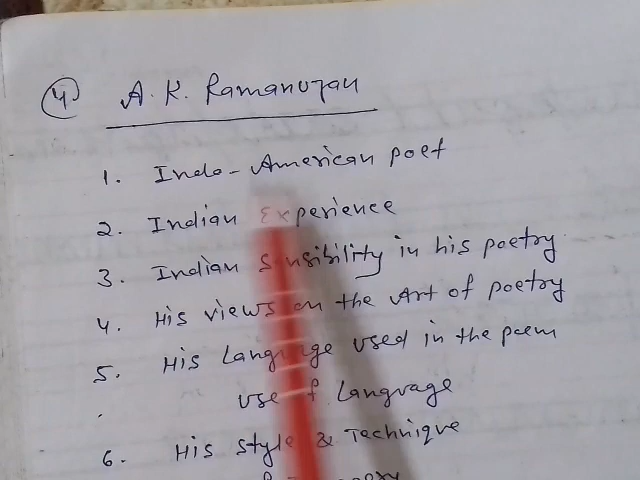 4. A. K. Ramanujan
1. Indo-American poet
2. Indian Experience
3. Indian Sensibility in his poetry
4. His views on the Art of poetry
5. His Language used in the poem
. use of Language
6. His style & Technique